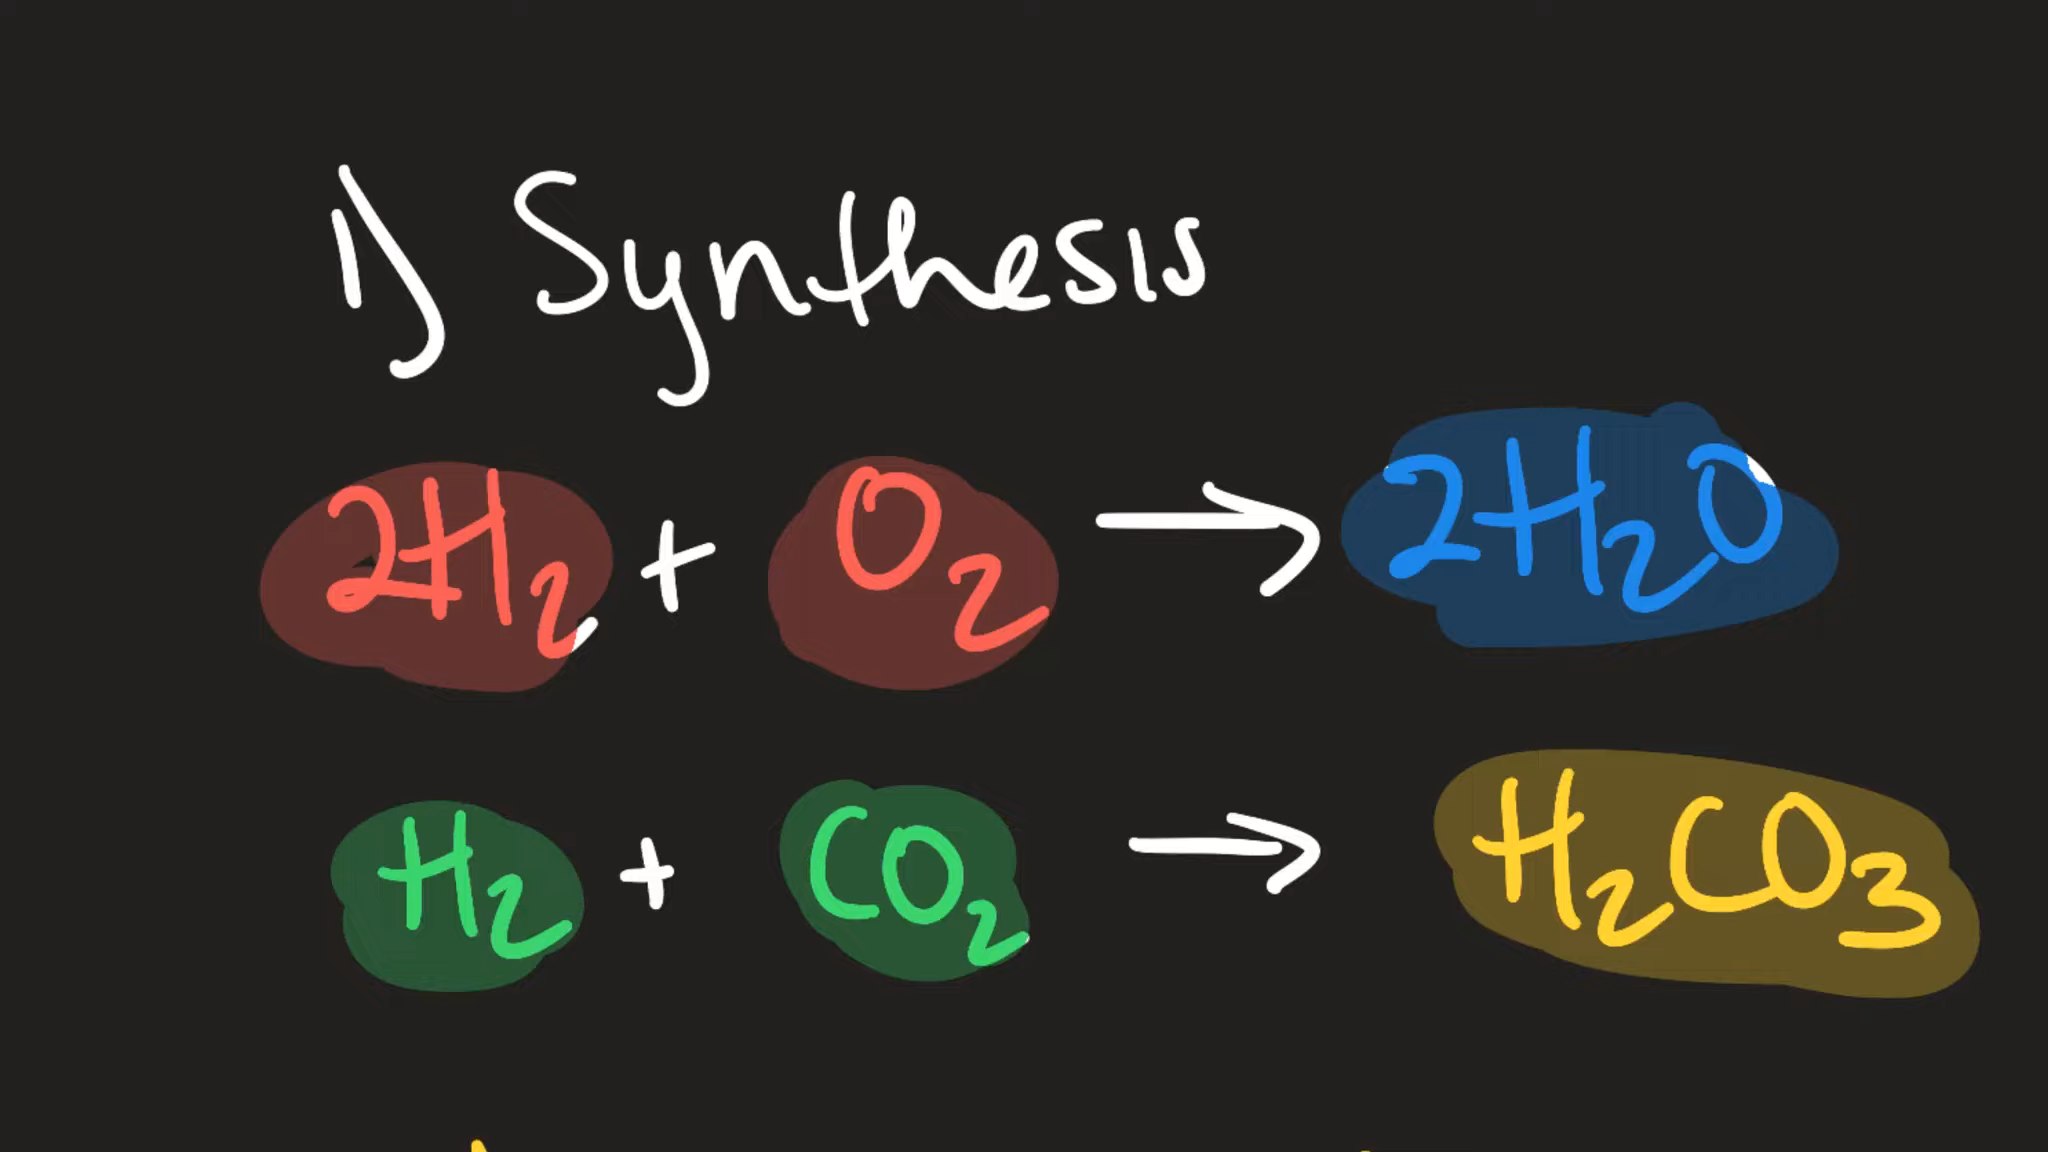 1) Synthesis
2H₂ + O₂ → 2H₂O
H₂ + CO₂ → H₂CO₃